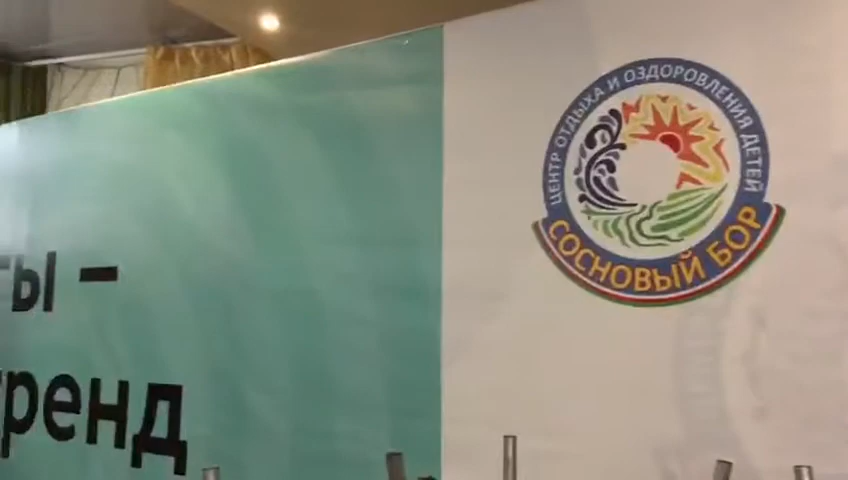 ты –
тренд
ЦЕНТР ОТДЫХА И ОЗДОРОВЛЕНИЯ ДЕТЕЙ
СОСНОВЫЙ БОР